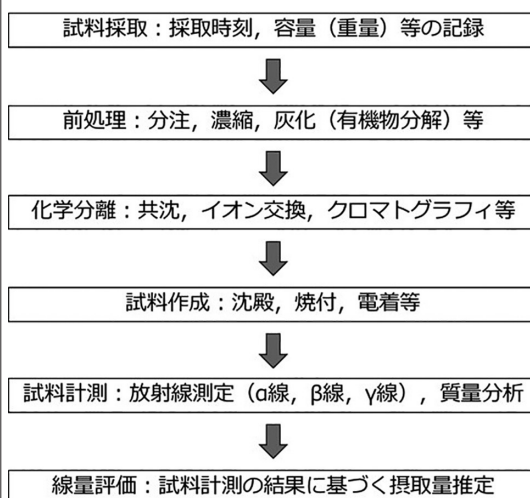 試料採取：採取時刻，容量（重量）等の記録
前処理：分注，濃縮，灰化（有機物分解）等
化学分離：共沈，イオン交換，クロマトグラフィ等
試料作成：沈殿，焼付，電着等
試料計測：放射線測定（α線，β線，γ線），質量分析
線量評価：試料計測の結果に基づく摂取量推定